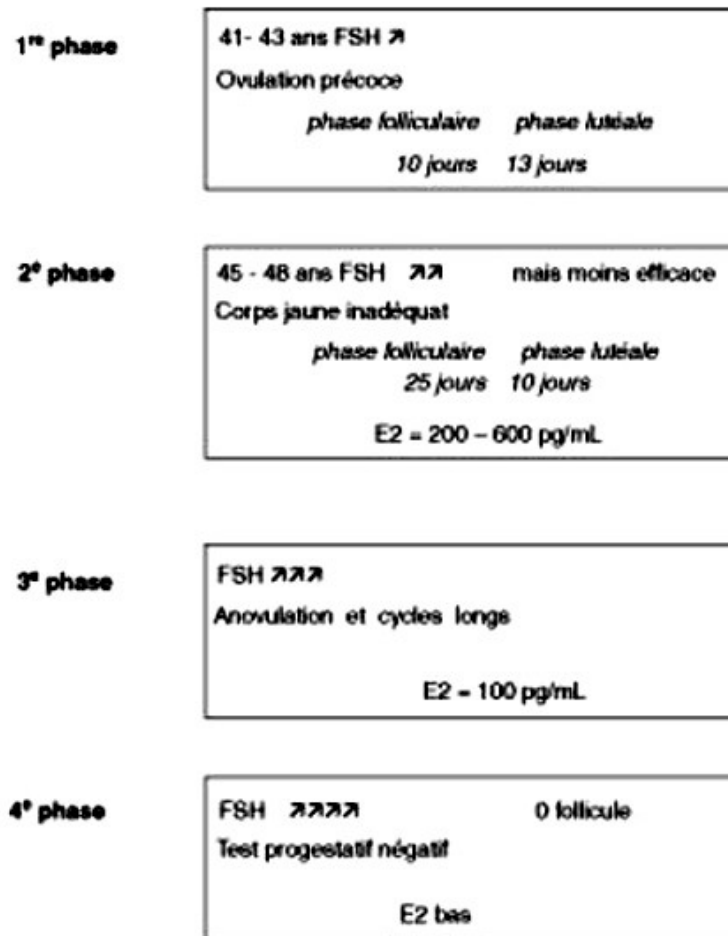 1re phase
41- 43 ans FSH ↗
Ovulation précoce
phase folliculaire phase lutéale
10 jours 13 jours
2e phase
45 - 48 ans FSH ↗↗ mais moins efficace
Corps jaune inadéquat
phase folliculaire phase lutéale
25 jours 10 jours
E2 = 200 – 600 pg/mL
3e phase
FSH ↗↗↗
Anovulation et cycles longs
E2 = 100 pg/mL
4e phase
FSH ↗↗↗↗ 0 follicule
Test progestatif négatif
E2 bas